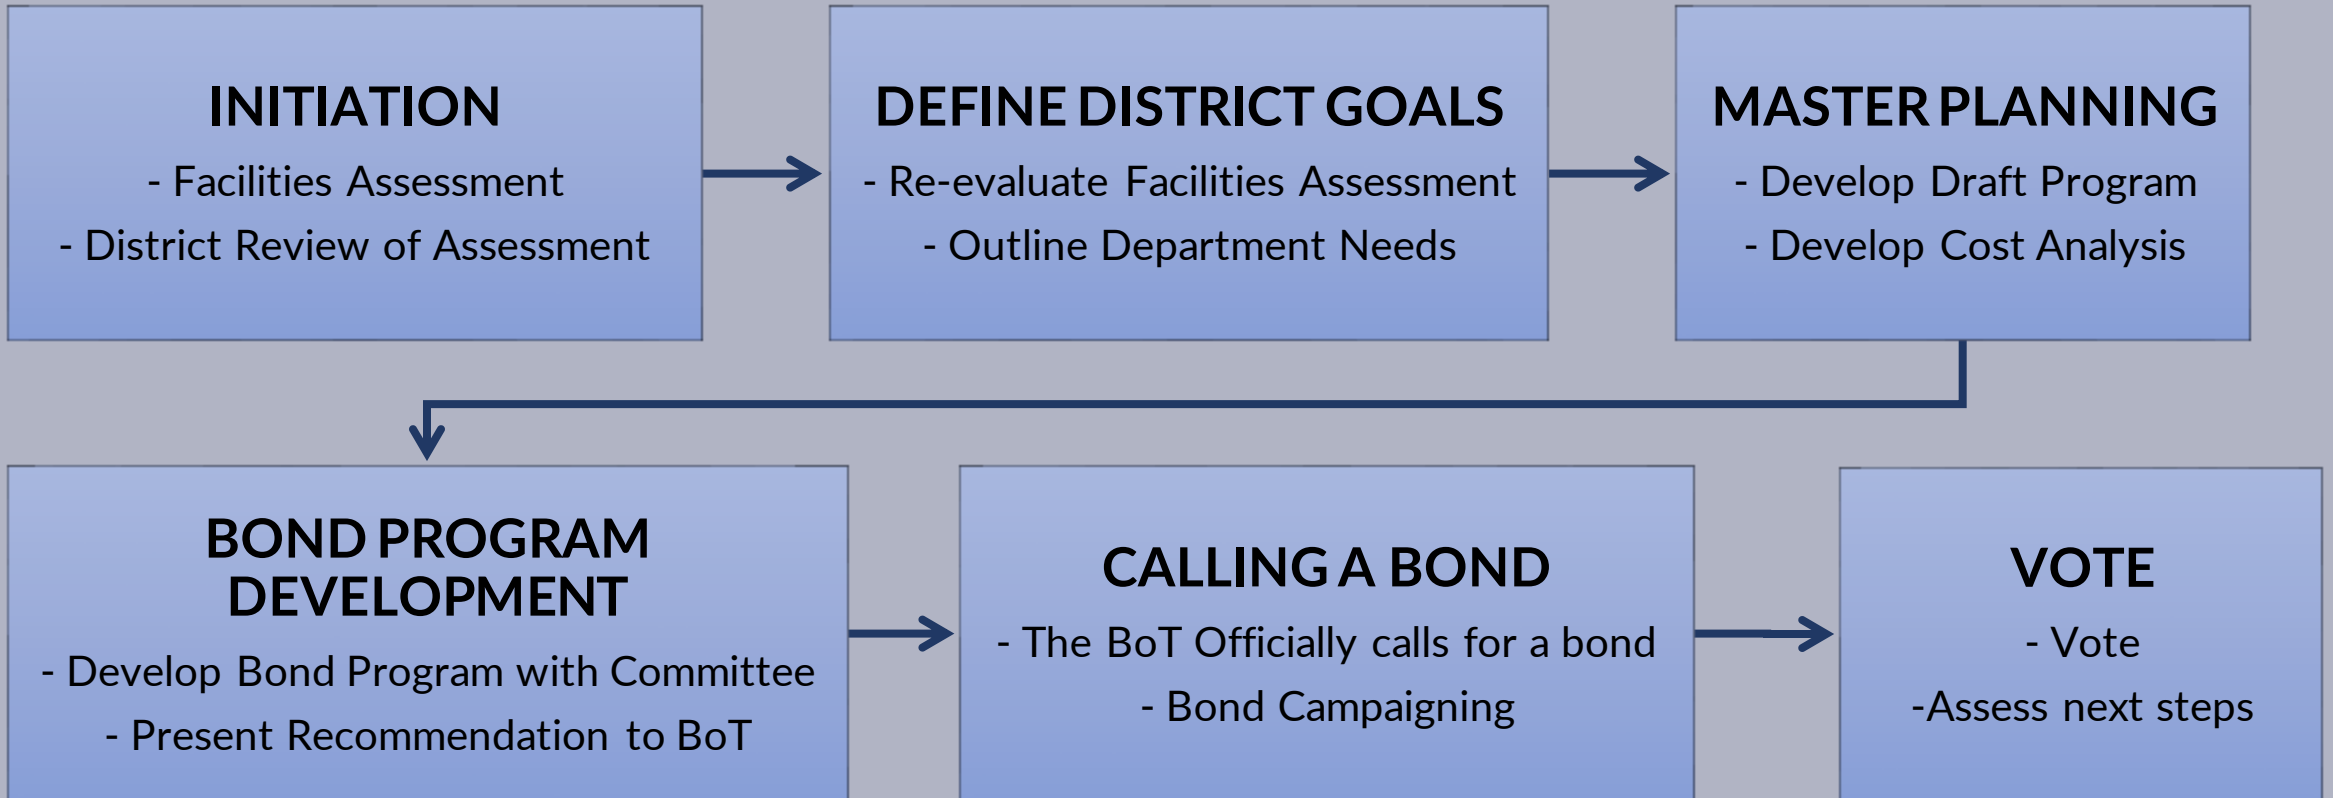 INITIATION
- Facilities Assessment
- District Review of Assessment
DEFINE DISTRICT GOALS
- Re-evaluate Facilities Assessment
- Outline Department Needs
MASTER PLANNING
- Develop Draft Program
- Develop Cost Analysis
BOND PROGRAM
DEVELOPMENT
- Develop Bond Program with Committee
- Present Recommendation to BoT
CALLING A BOND
- The BoT Officially calls for a bond
- Bond Campaigning
VOTE
- Vote
-Assess next steps